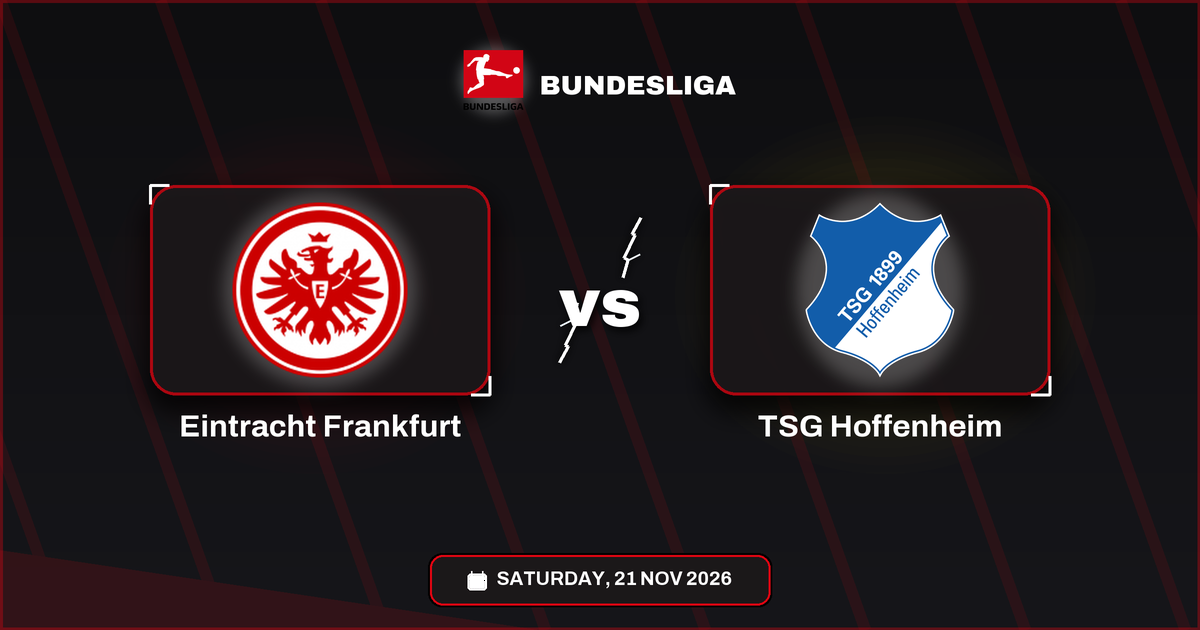 BUNDESLIGA
BUNDESLIGA
E
TSG 1899
Hoffenheim
VS
Eintracht Frankfurt
TSG Hoffenheim
SATURDAY, 21 NOV 2026